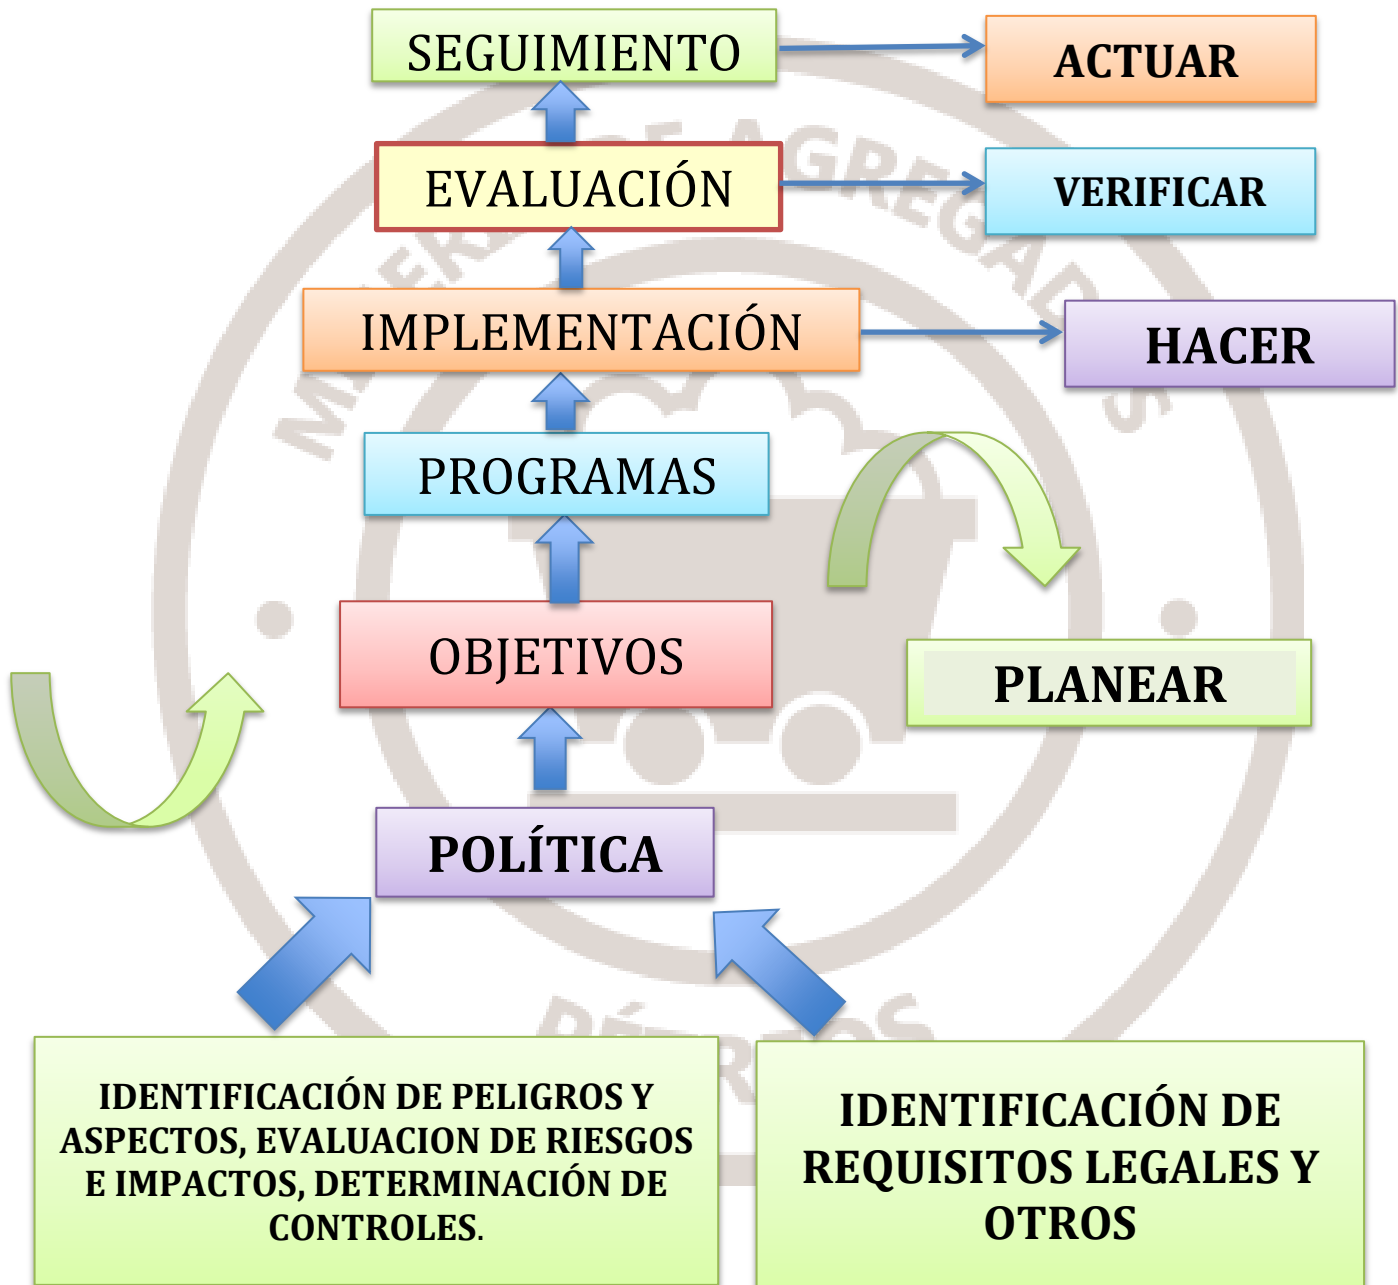 SEGUIMIENTO
ACTUAR
EVALUACIÓN
VERIFICAR
IMPLEMENTACIÓN
HACER
PROGRAMAS
OBJETIVOS
PLANEAR
POLÍTICA
IDENTIFICACIÓN DE PELIGROS Y
ASPECTOS, EVALUACION DE RIESGOS
E IMPACTOS, DETERMINACIÓN DE
CONTROLES.
IDENTIFICACIÓN DE
REQUISITOS LEGALES Y
OTROS
AGREGADOS